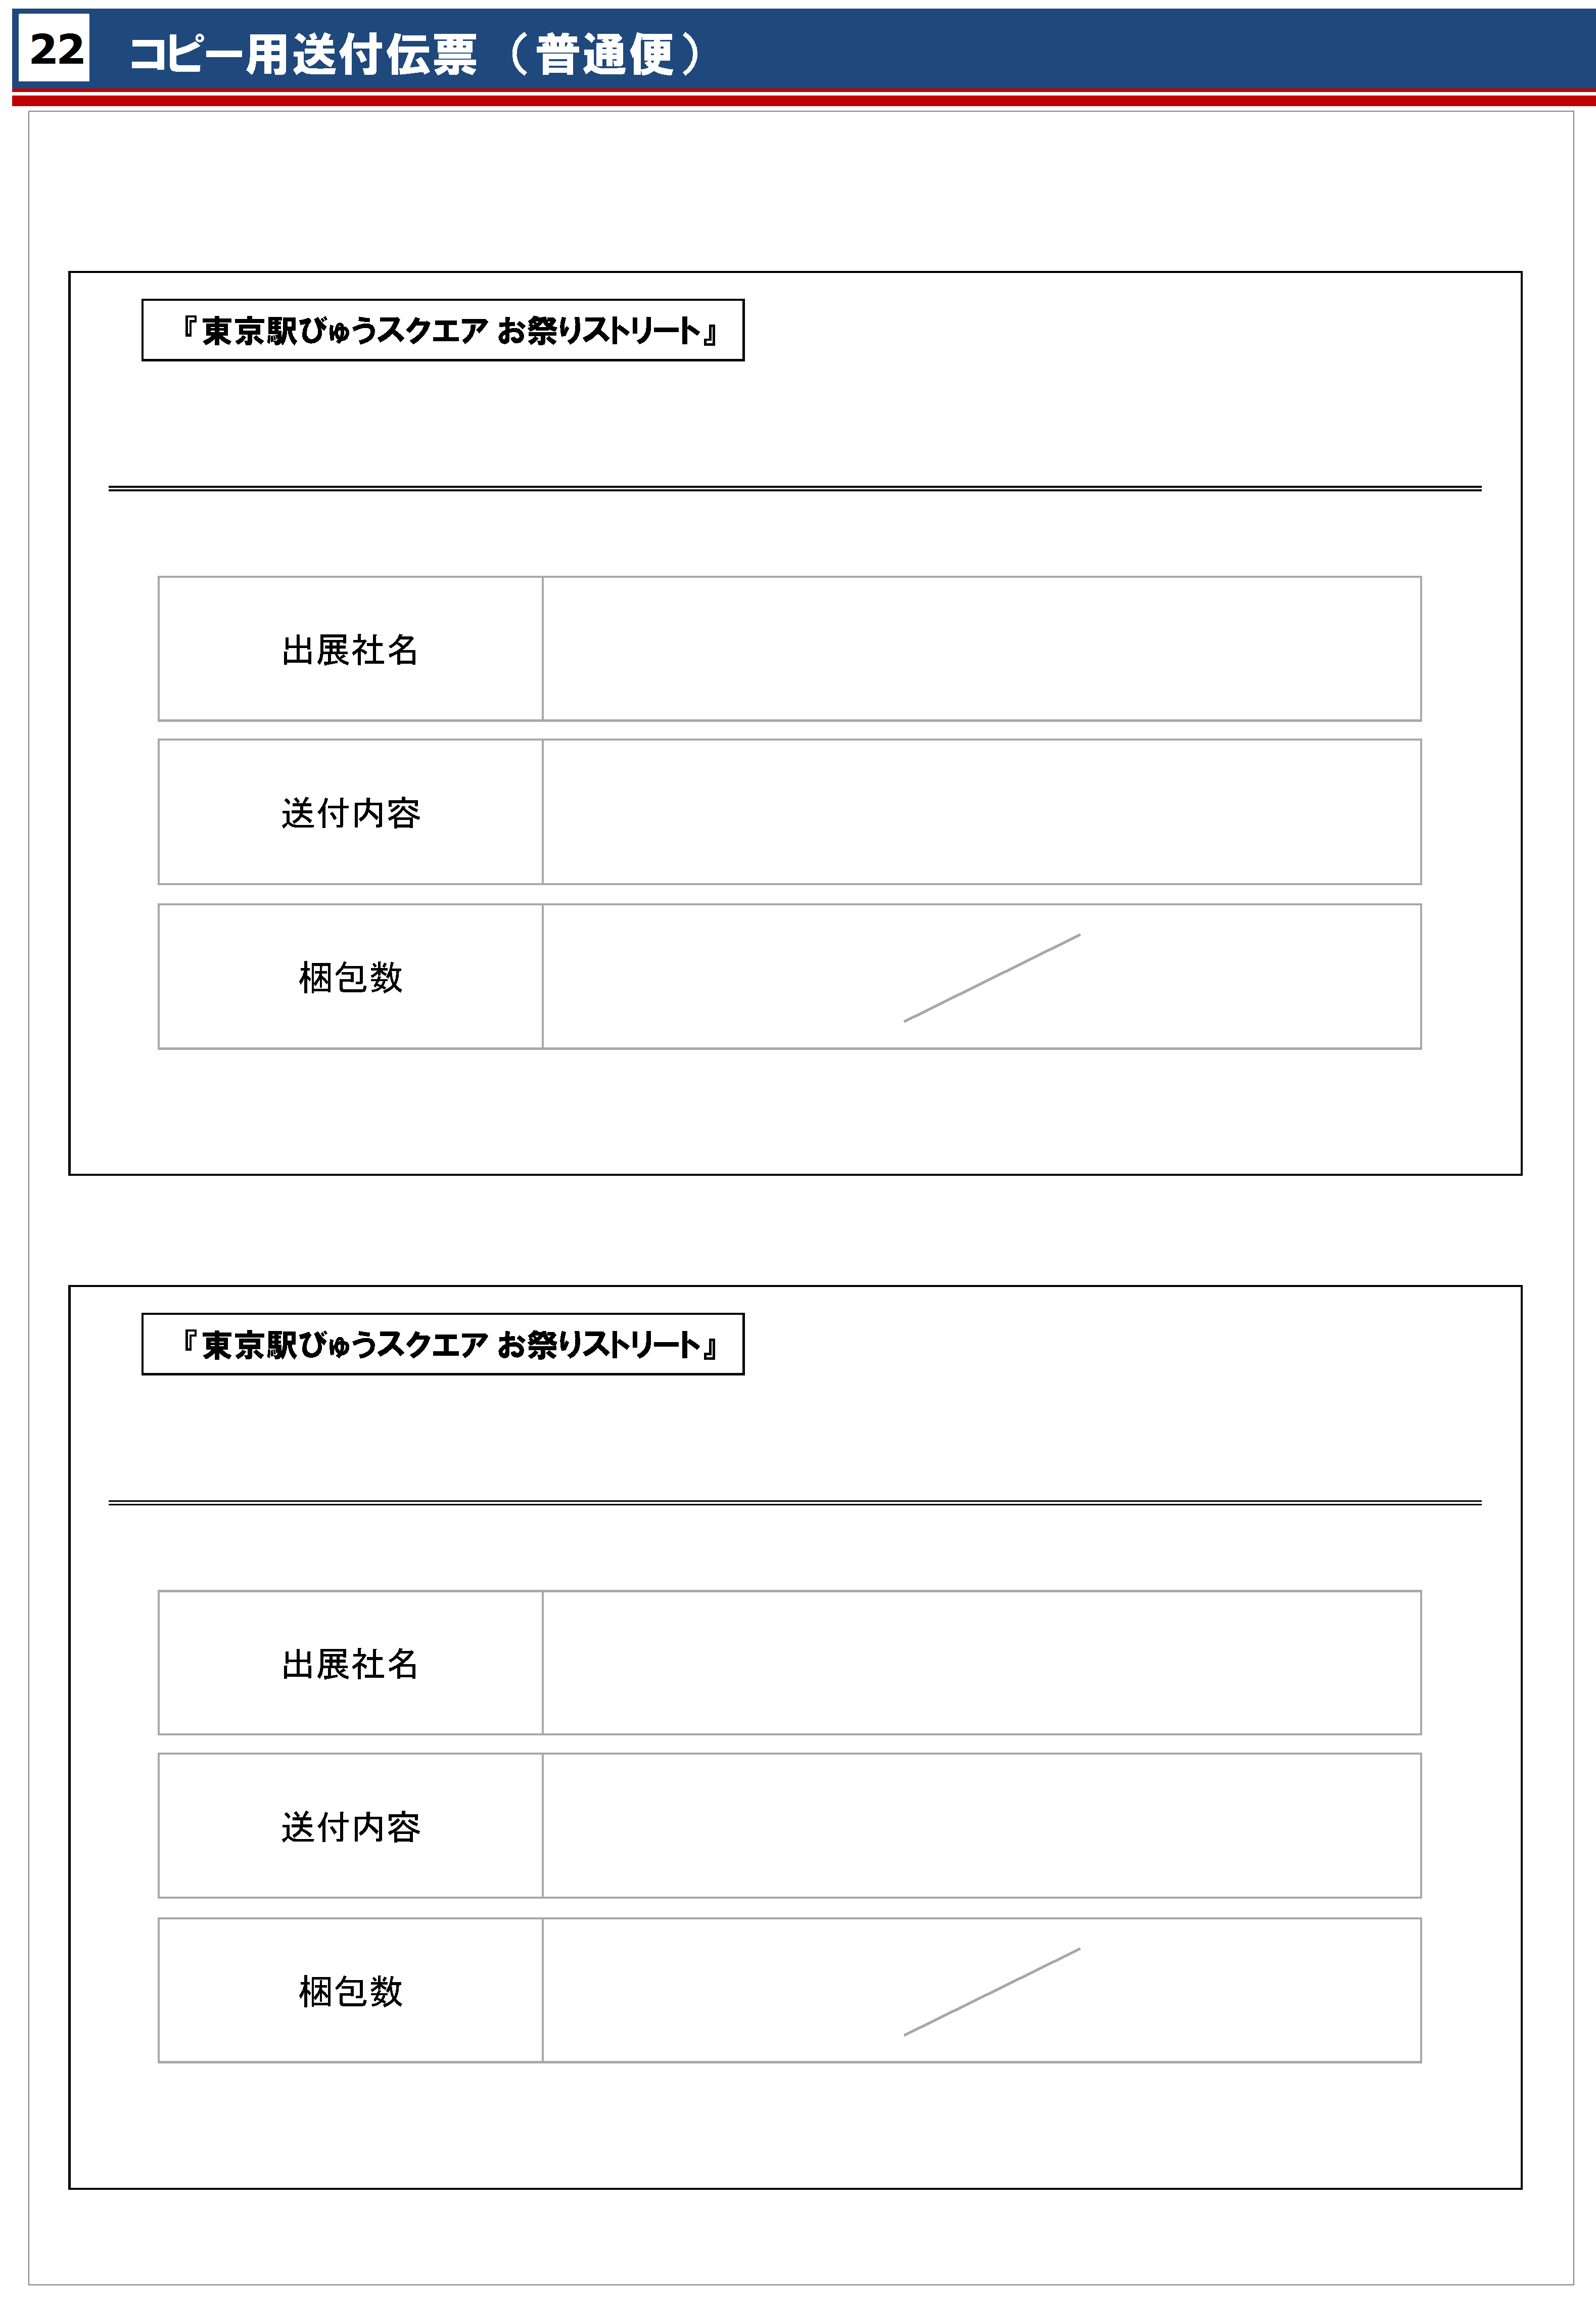 22 コピー用送付伝票（普通便）
『東京駅びゅうスクエア お祭りストリート』
出展社名
送付内容
梱包数
『東京駅びゅうスクエア お祭りストリート』
出展社名
送付内容
梱包数